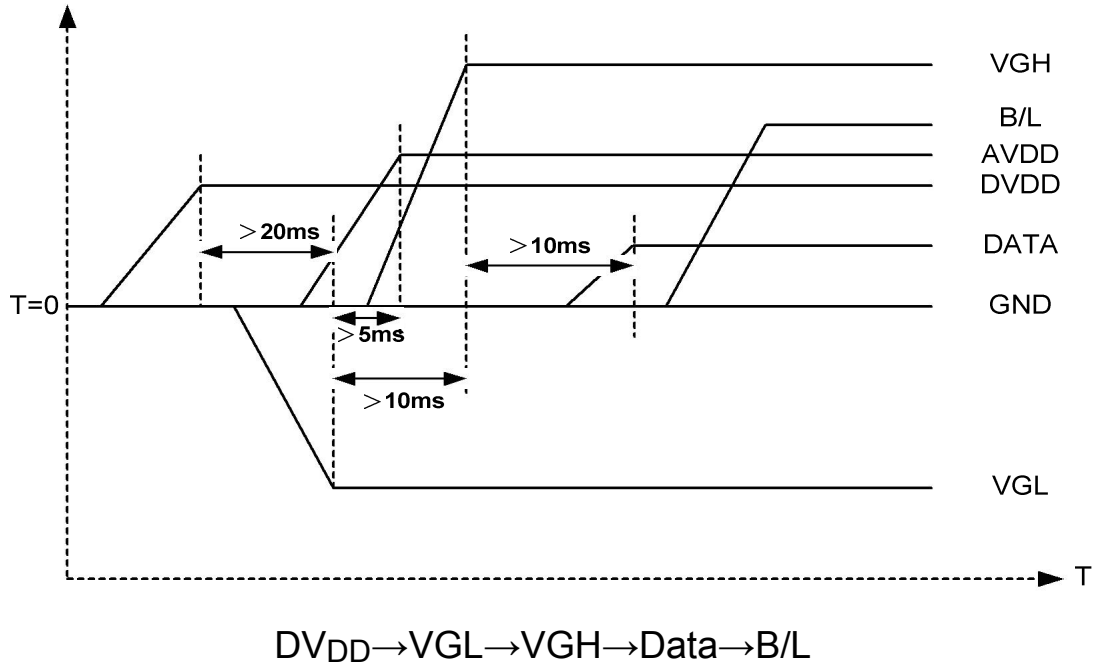 VGH
B/L
AVDD
DVDD
>20ms
>10ms
DATA
T=0
GND
>5ms
>10ms
VGL
T
DVDD→VGL→VGH→Data→B/L